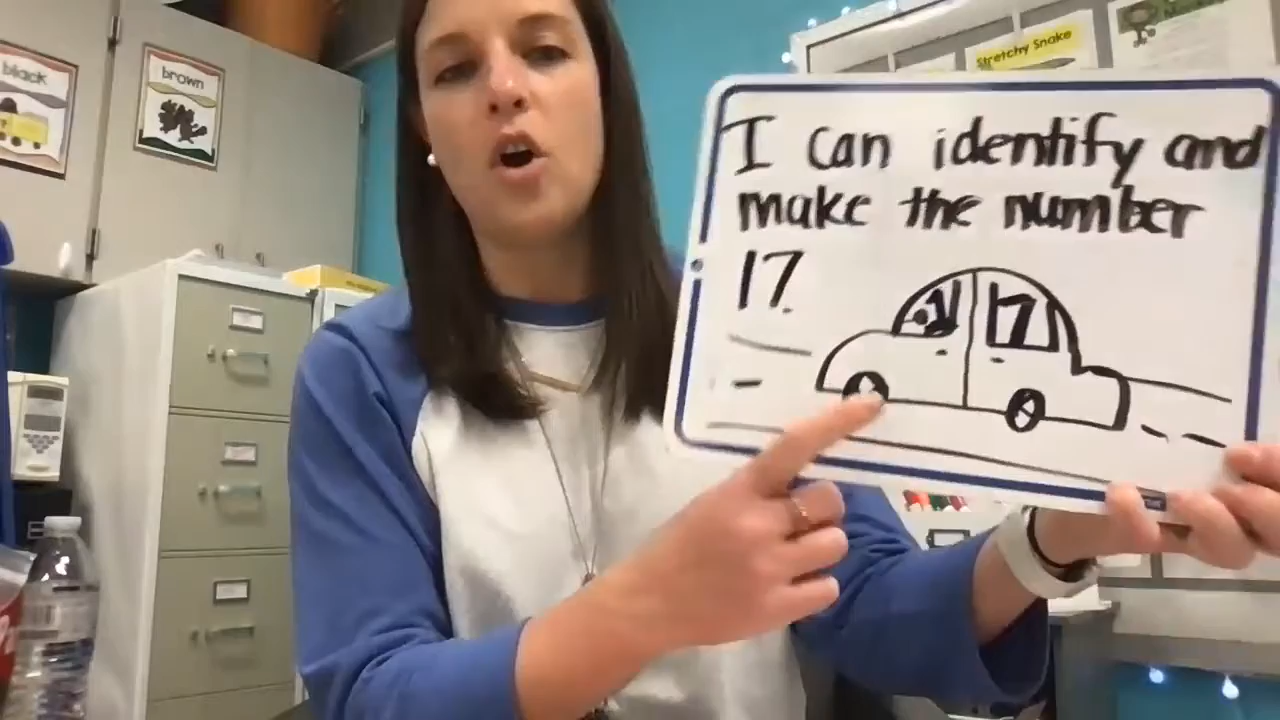 black
brown
Stretchy Snake
I can identify and
make the number
17.
17